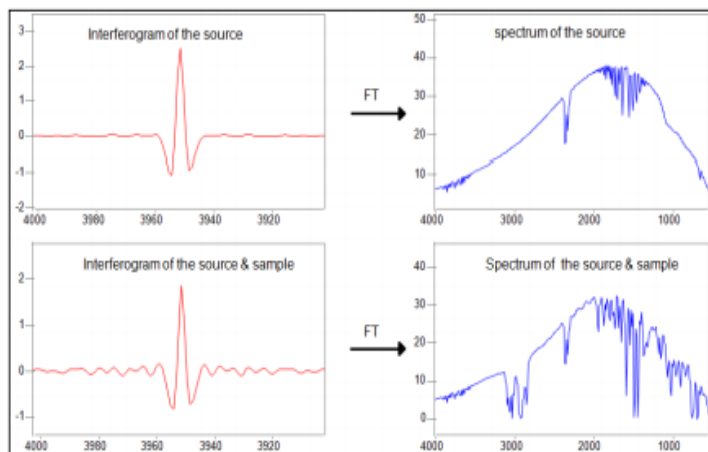 Interferogram of the source
3
2
1
0
-1
-2
4001 3980 3960 3940 3920
FT
spectrum of the source
50
40
30
20
10
4000 3000 2000 1000
Interferogram of the source & sample
2
1
0
-1
4001 3980 3960 3940 3920
FT
Spectrum of the source & sample
40
30
20
10
0
4000 3000 2000 1000